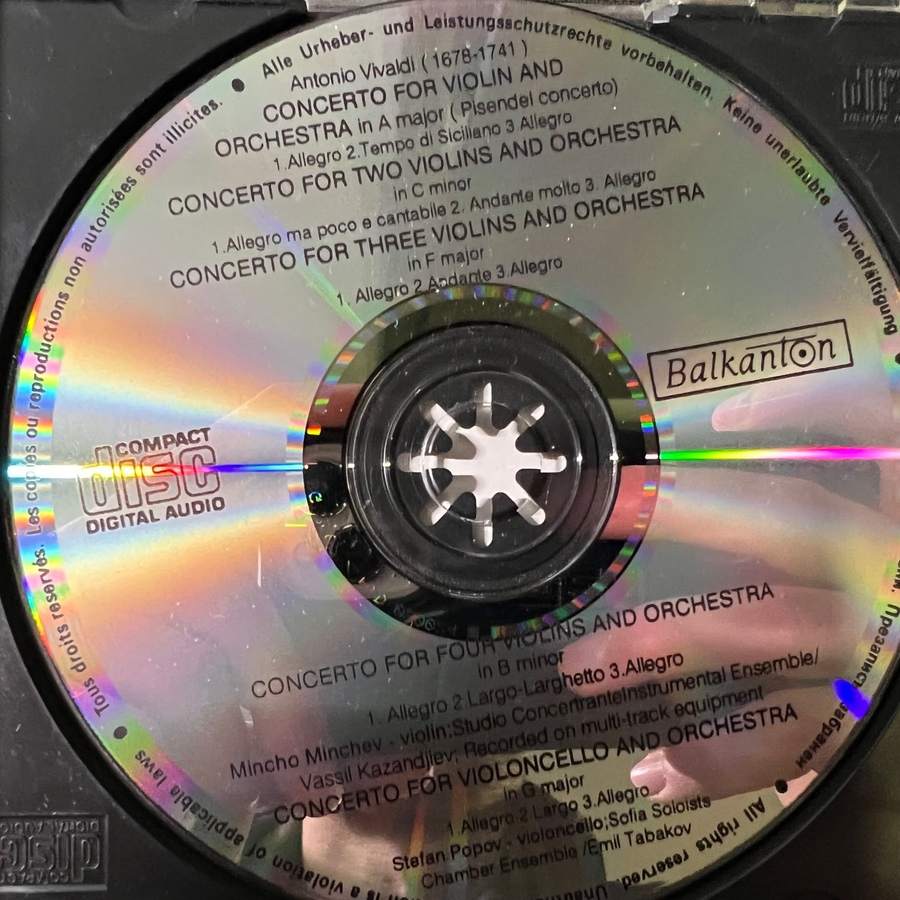 Alle Urheber- und Leistungsschutzrechte vorbehalten. Keine unerlaubte Vervielfältigung
Antonio Vivaldi ( 1678-1741 )
CONCERTO FOR VIOLIN AND
ORCHESTRA in A major ( Pisendel concerto)
1.Allegro 2.Tempo di Siciliano 3 Allegro
CONCERTO FOR TWO VIOLINS AND ORCHESTRA
in C minor
1.Allegro ma poco e cantabile 2. Andante molto 3. Allegro
CONCERTO FOR THREE VIOLINS AND ORCHESTRA
in F major
1. Allegro 2.Andante 3.Allegro
Balkanton
COMPACT
disc
DIGITAL AUDIO
CONCERTO FOR FOUR VIOLINS AND ORCHESTRA
in B minor
1. Allegro 2 Largo-Larghetto 3.Allegro
Mincho Minchev - violin:Studio ConcertranteInstrumental Ensemble/
Vassil Kazandjiev; Recorded on multi-track equipment
CONCERTO FOR VIOLONCELLO AND ORCHESTRA
in G major
1 Allegro 2.Largo 3.Allegro
Stefan Popov - violoncello;Sofia Soloists
Chamber Ensemble /Emil Tabakov
All rights reserved.
is a violation of applicable laws
Tous droits reservés. Les copies ou reproductions non autorisées sont illicites.
disc
COMPACT
DIGITAL AUDIO